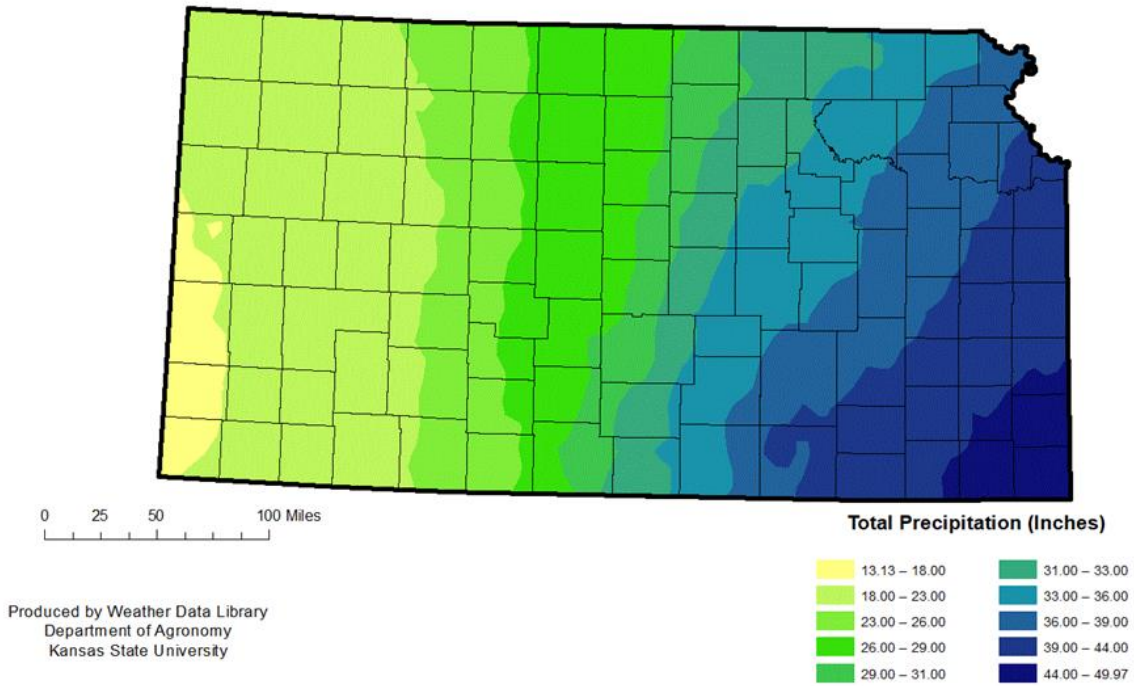 0 25 50 100 Miles
Total Precipitation (Inches)
13.13 – 18.00
18.00 – 23.00
23.00 – 26.00
26.00 – 29.00
29.00 – 31.00
31.00 – 33.00
33.00 – 36.00
36.00 – 39.00
39.00 – 44.00
44.00 – 49.97
Produced by Weather Data Library
Department of Agronomy
Kansas State University